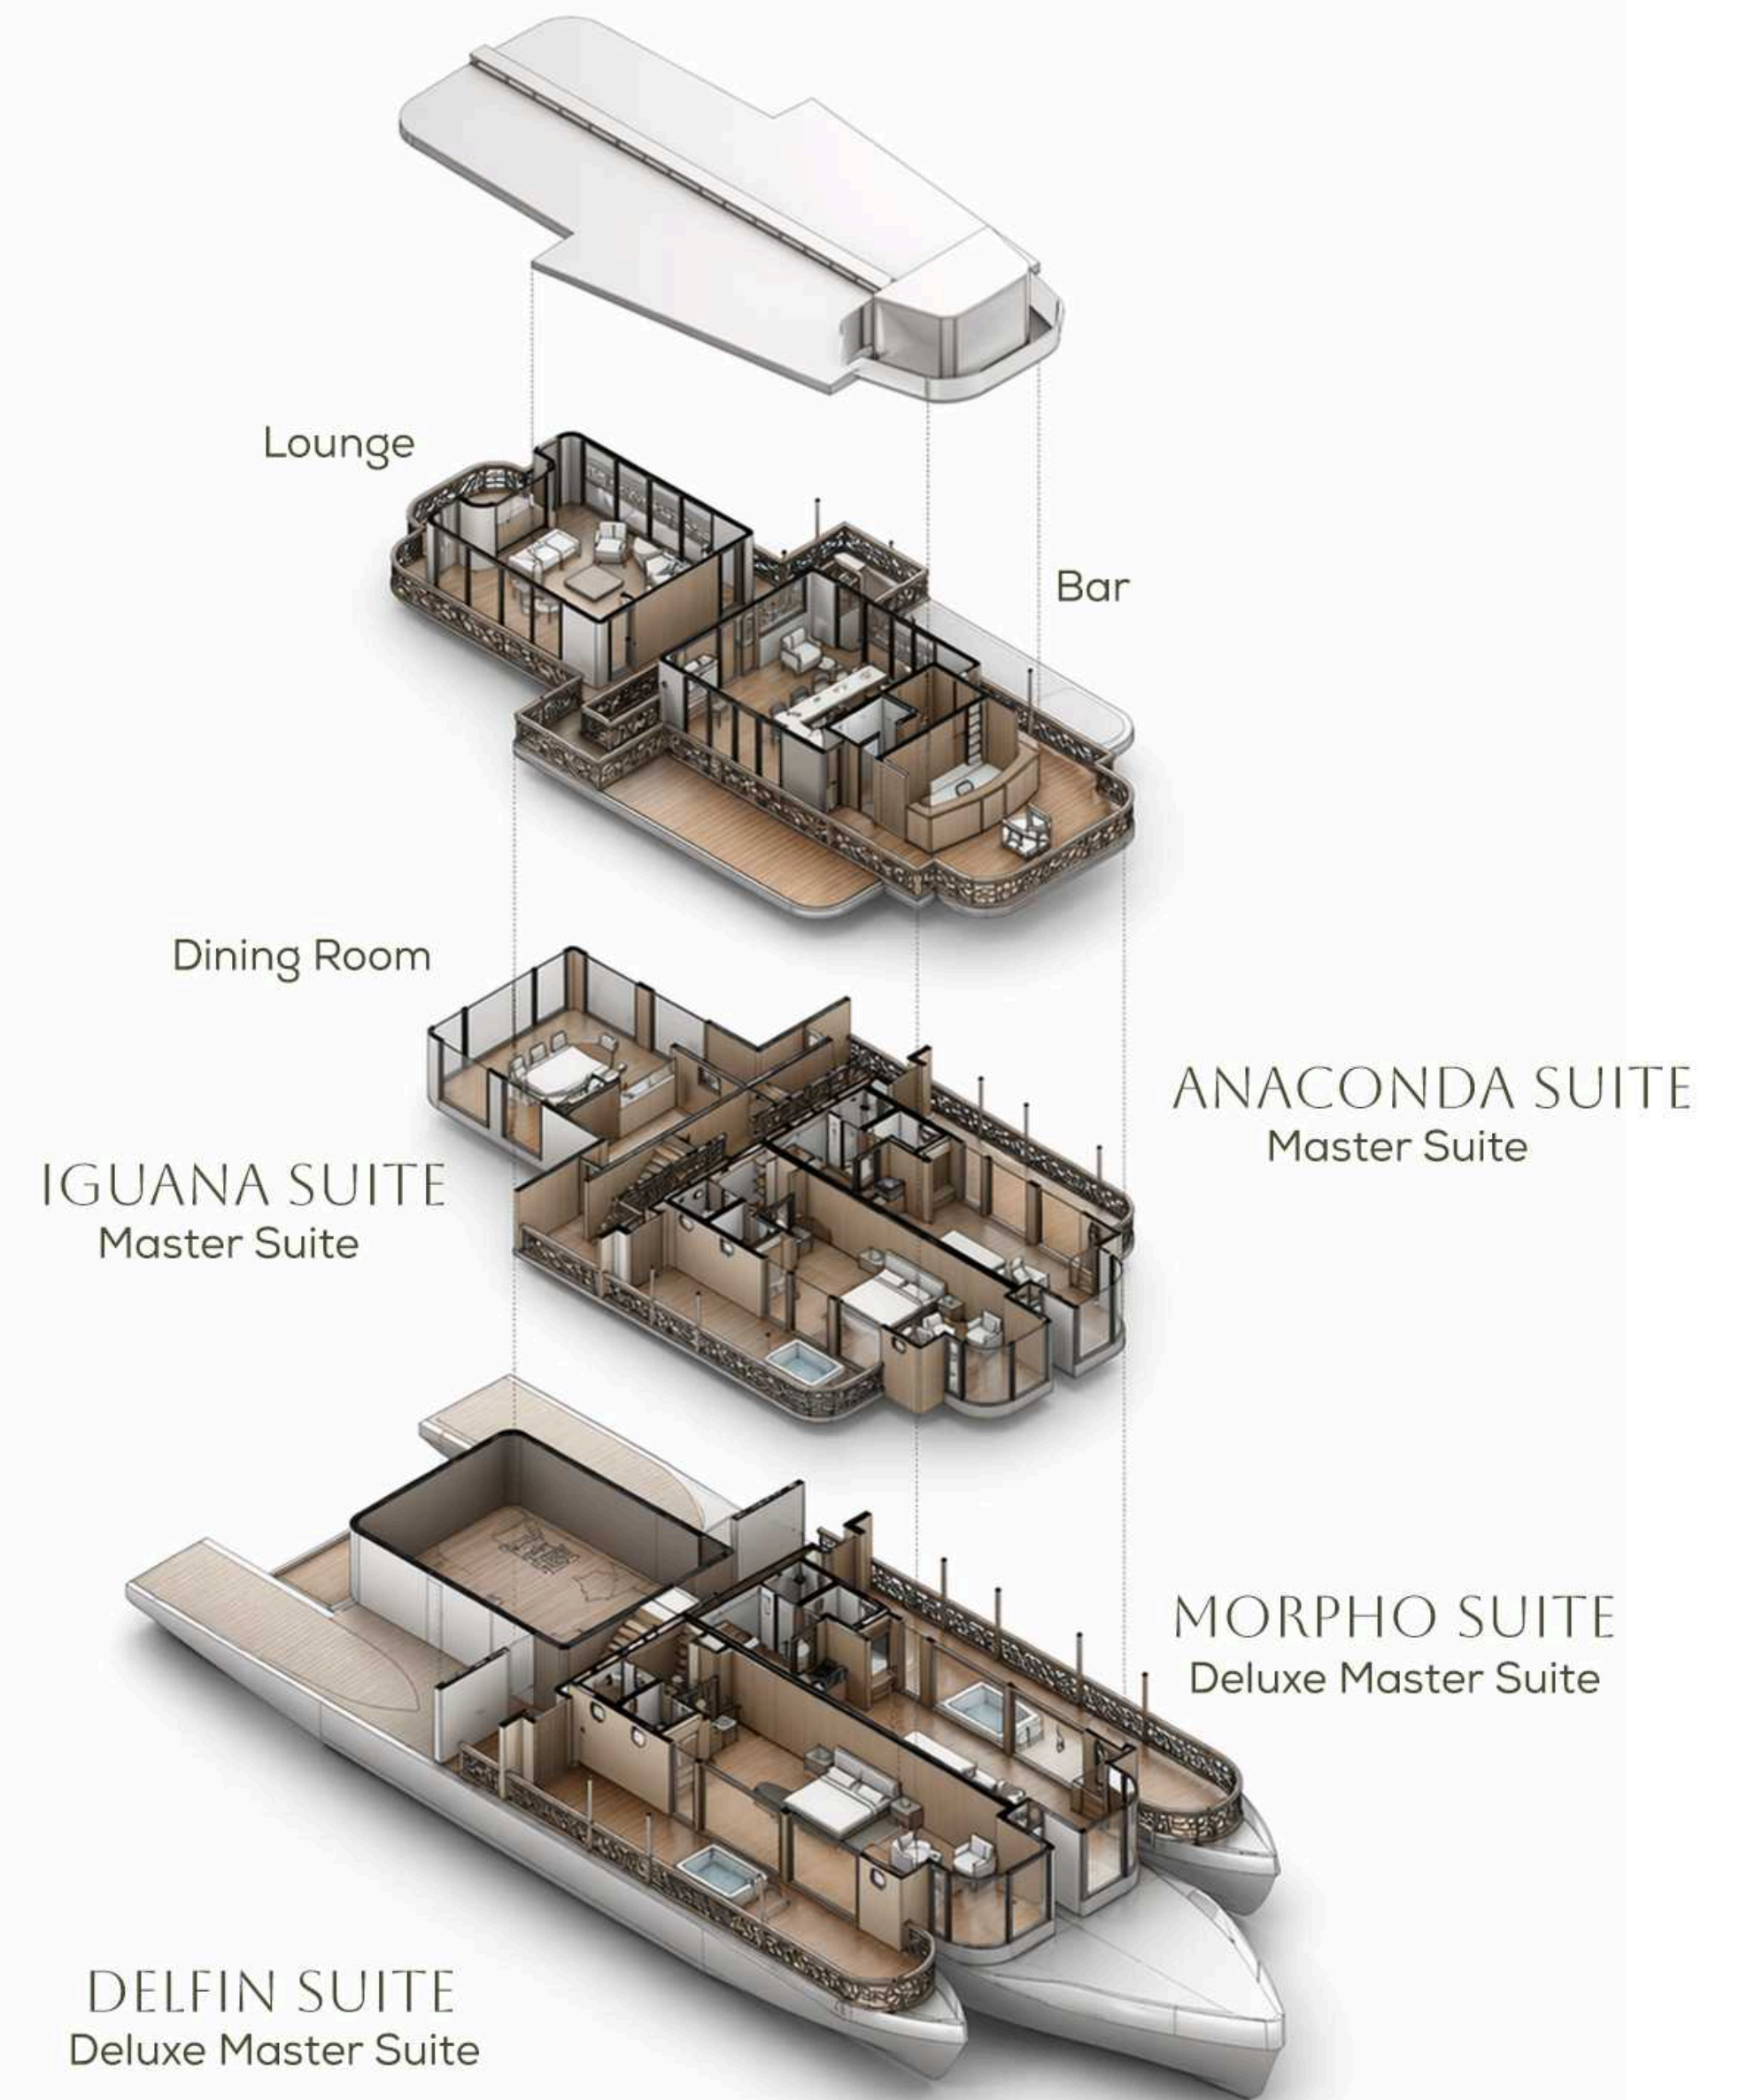 Lounge
Bar
Dining Room
ANACONDA SUITE
Master Suite
IGUANA SUITE
Master Suite
MORPHO SUITE
Deluxe Master Suite
DELFIN SUITE
Deluxe Master Suite